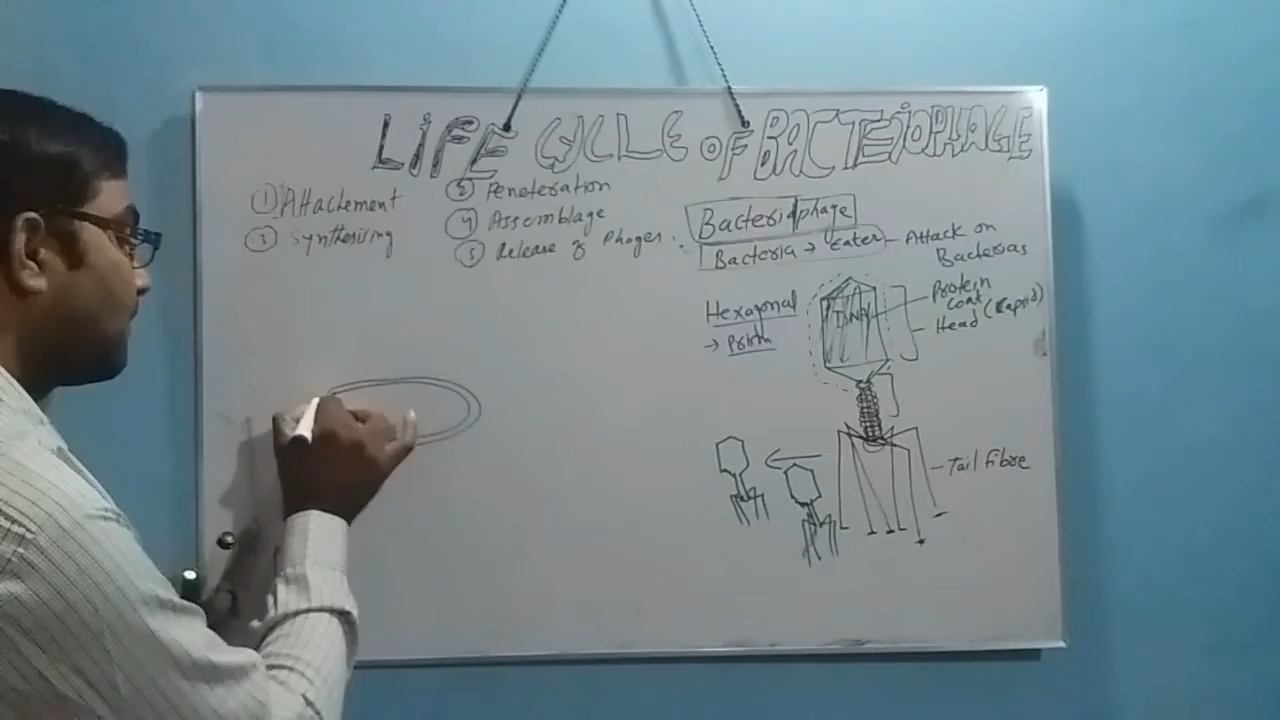 LIFE CYCLE OF BACTERIOPHAGE
① Attachement
② Peneteration
③ Synthesising
④ Assemblage
⑤ Release of Phages
Bacteriophage
Bacteria → Eater – Attack on
Bacterias
Hexagonal
→ Prism
DNA
Protein
Coat
Head (Capsid)
Tail fibre